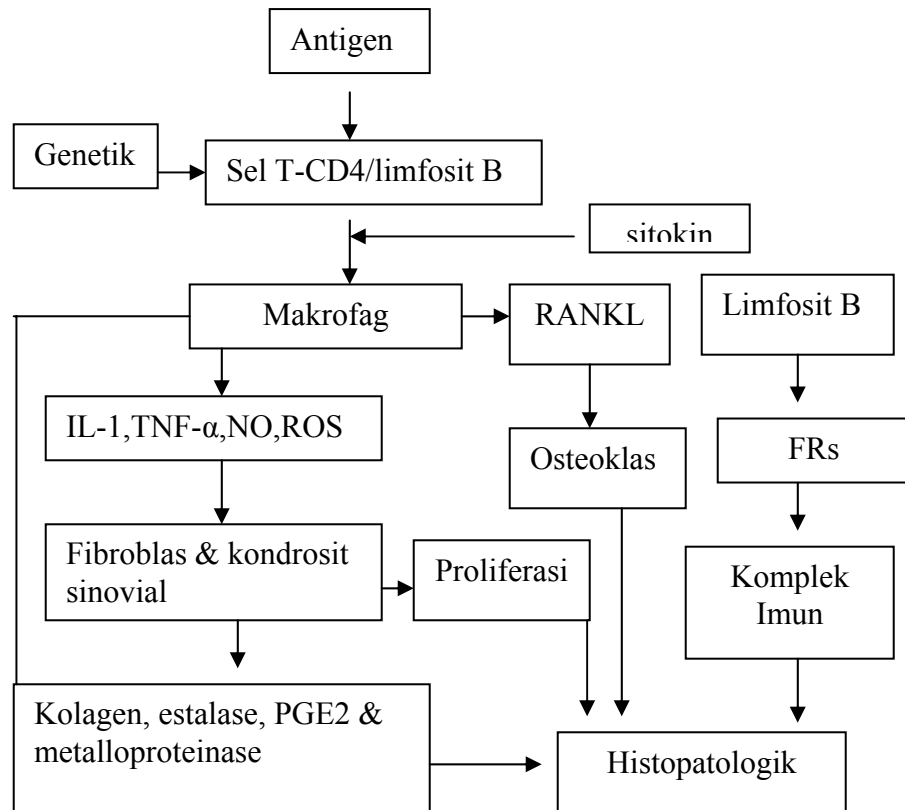 Antigen
Genetik
Sel T-CD4/limfosit B
sitokin
Makrofag
RANKL
Limfosit B
IL-1,TNF-α,NO,ROS
Osteoklas
FRs
Fibroblas & kondrosit
sinovial
Proliferasi
Komplek
Imun
Kolagen, estalase, PGE2 &
metalloproteinase
Histopatologik